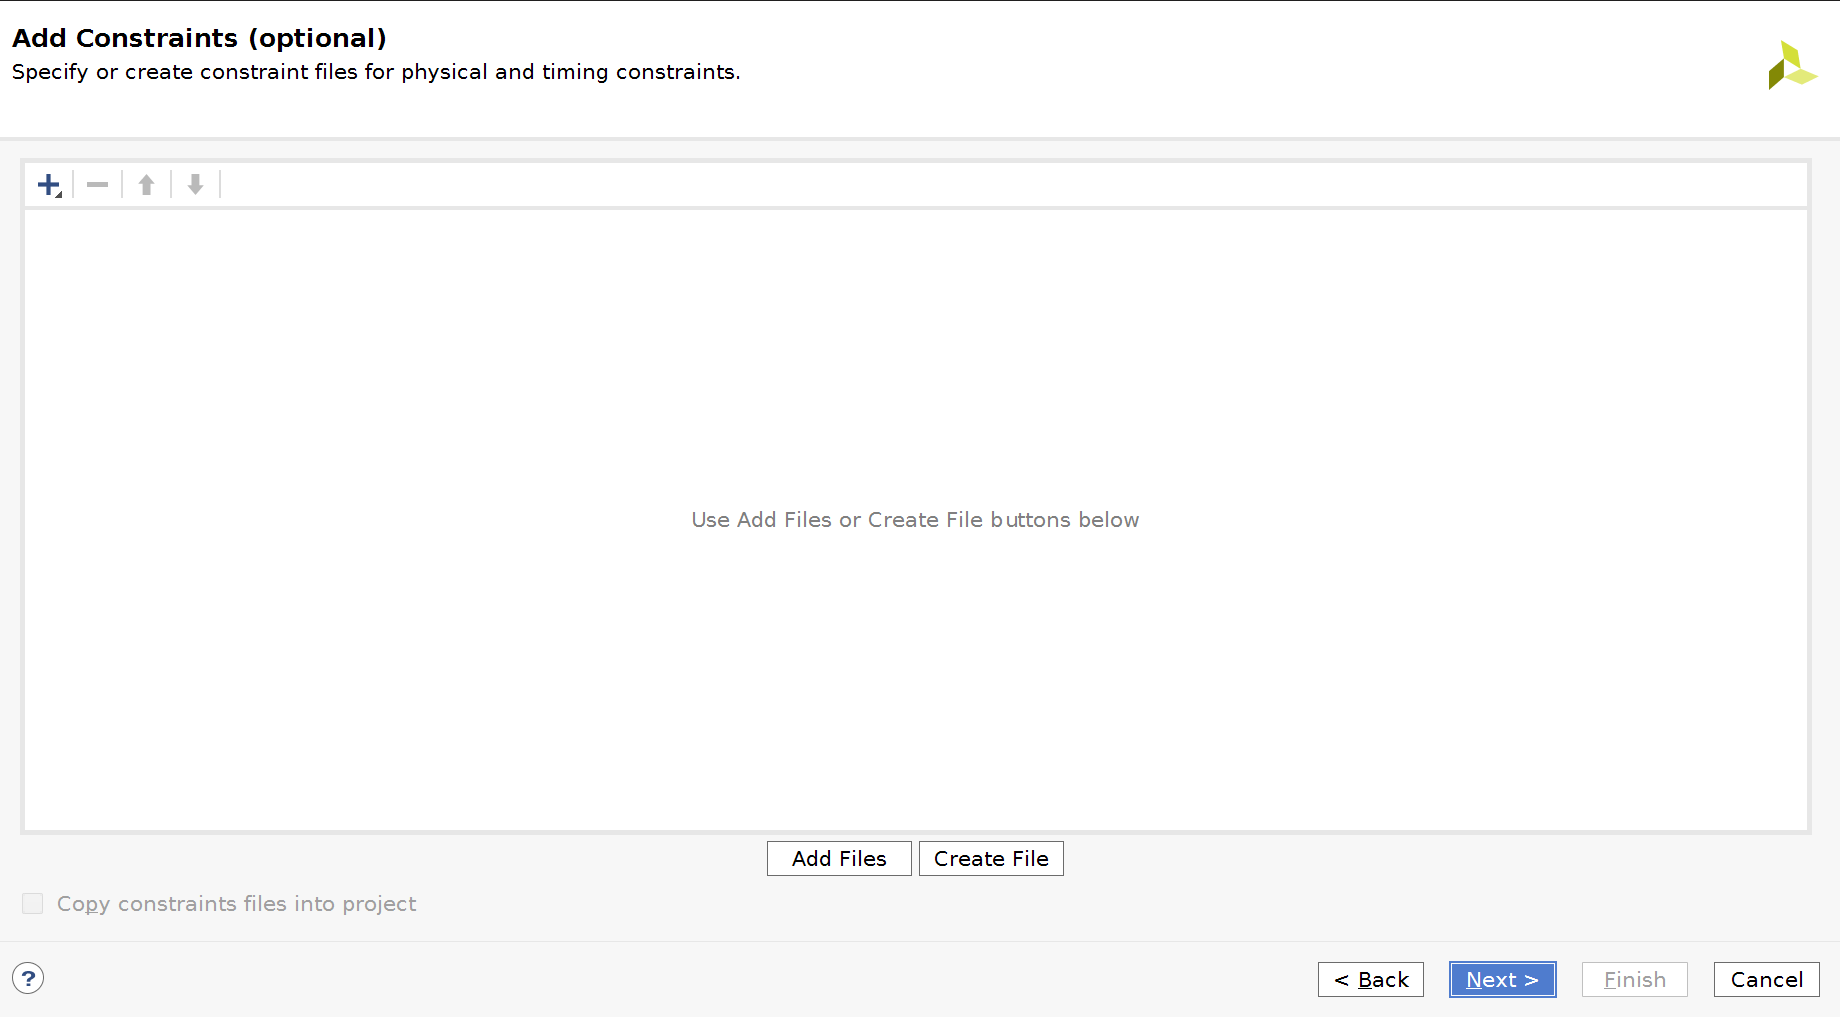 Add Constraints (optional)
Specify or create constraint files for physical and timing constraints.
Use Add Files or Create File buttons below
Add Files
Create File
Copy constraints files into project
?
< Back
Next >
Finish
Cancel